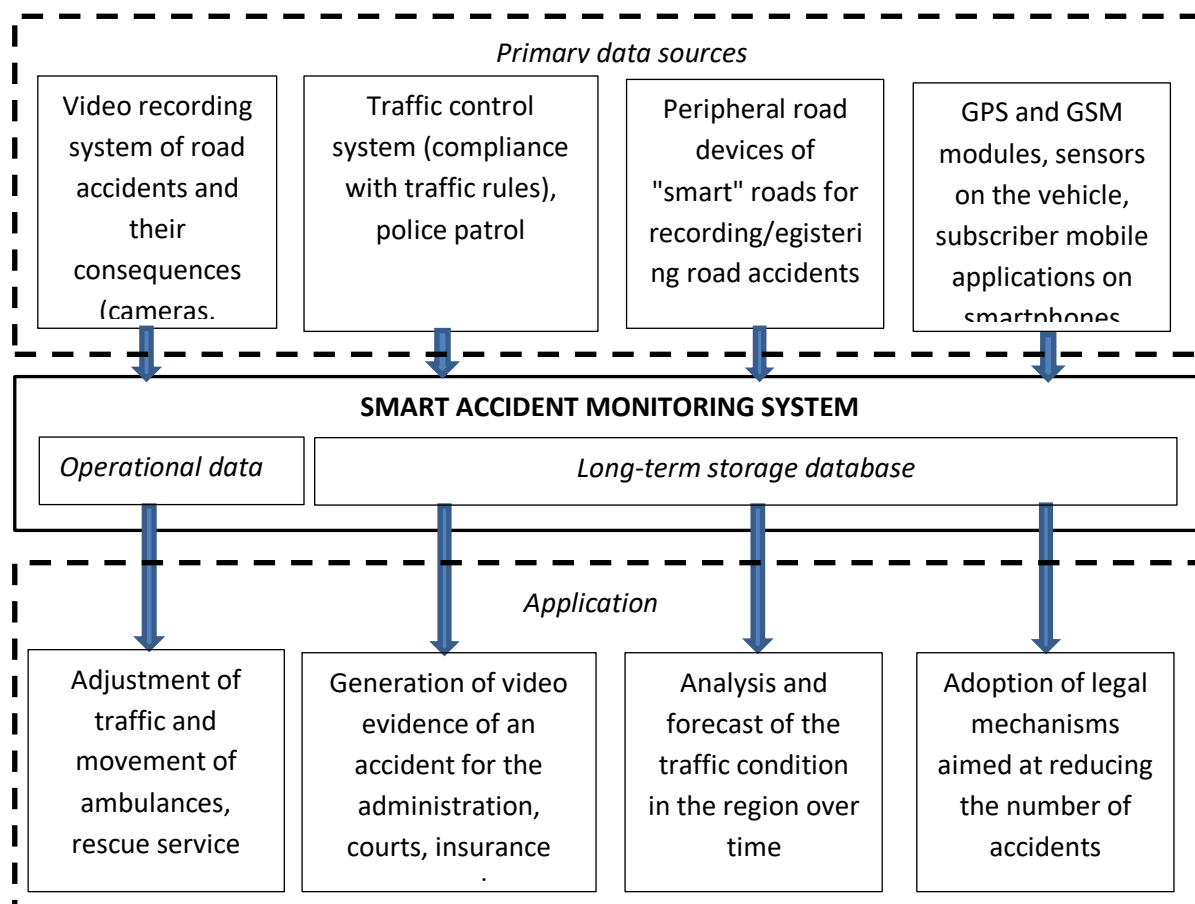 Primary data sources
Video recording
system of road
accidents and
their
consequences
(cameras,
Traffic control
system (compliance
with traffic rules),
police patrol
Peripheral road
devices of
"smart" roads for
recording/egisteri
ng road accidents
GPS and GSM
modules, sensors
on the vehicle,
subscriber mobile
applications on
smartphones
SMART ACCIDENT MONITORING SYSTEM
Operational data
Long-term storage database
Application
Adjustment of
traffic and
movement of
ambulances,
rescue service
Generation of video
evidence of an
accident for the
administration,
courts, insurance
Analysis and
forecast of the
traffic condition
in the region over
time
Adoption of legal
mechanisms
aimed at reducing
the number of
accidents